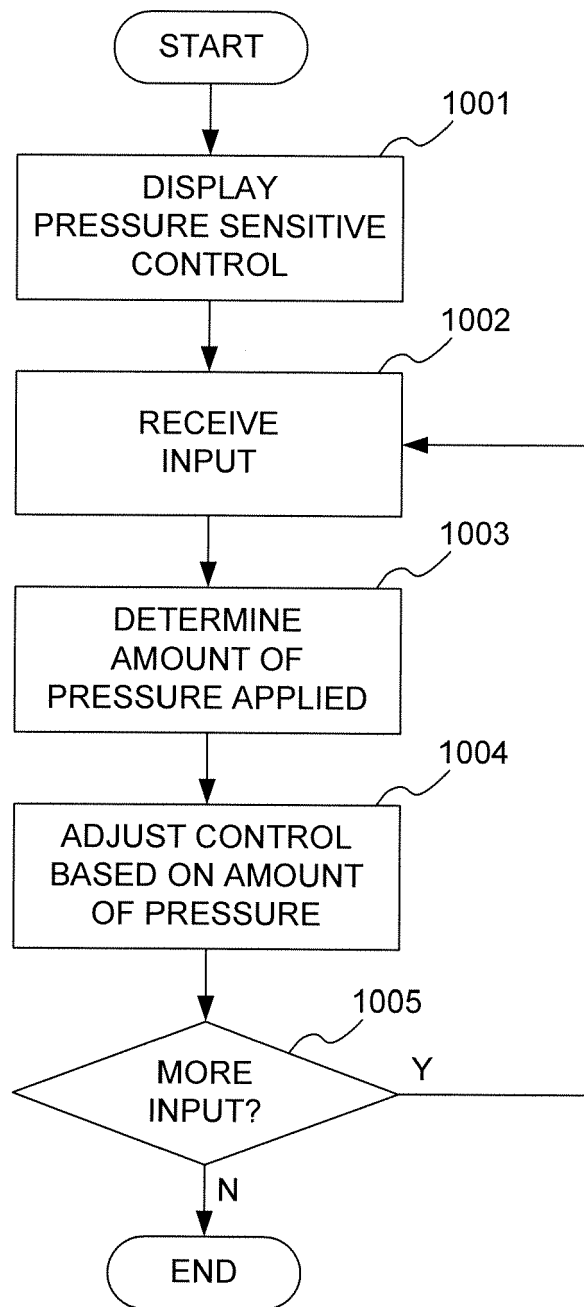 START
1001
DISPLAY
PRESSURE SENSITIVE
CONTROL
1002
RECEIVE
INPUT
1003
DETERMINE
AMOUNT OF
PRESSURE APPLIED
1004
ADJUST CONTROL
BASED ON AMOUNT
OF PRESSURE
1005
MORE
INPUT?
Y
N
END